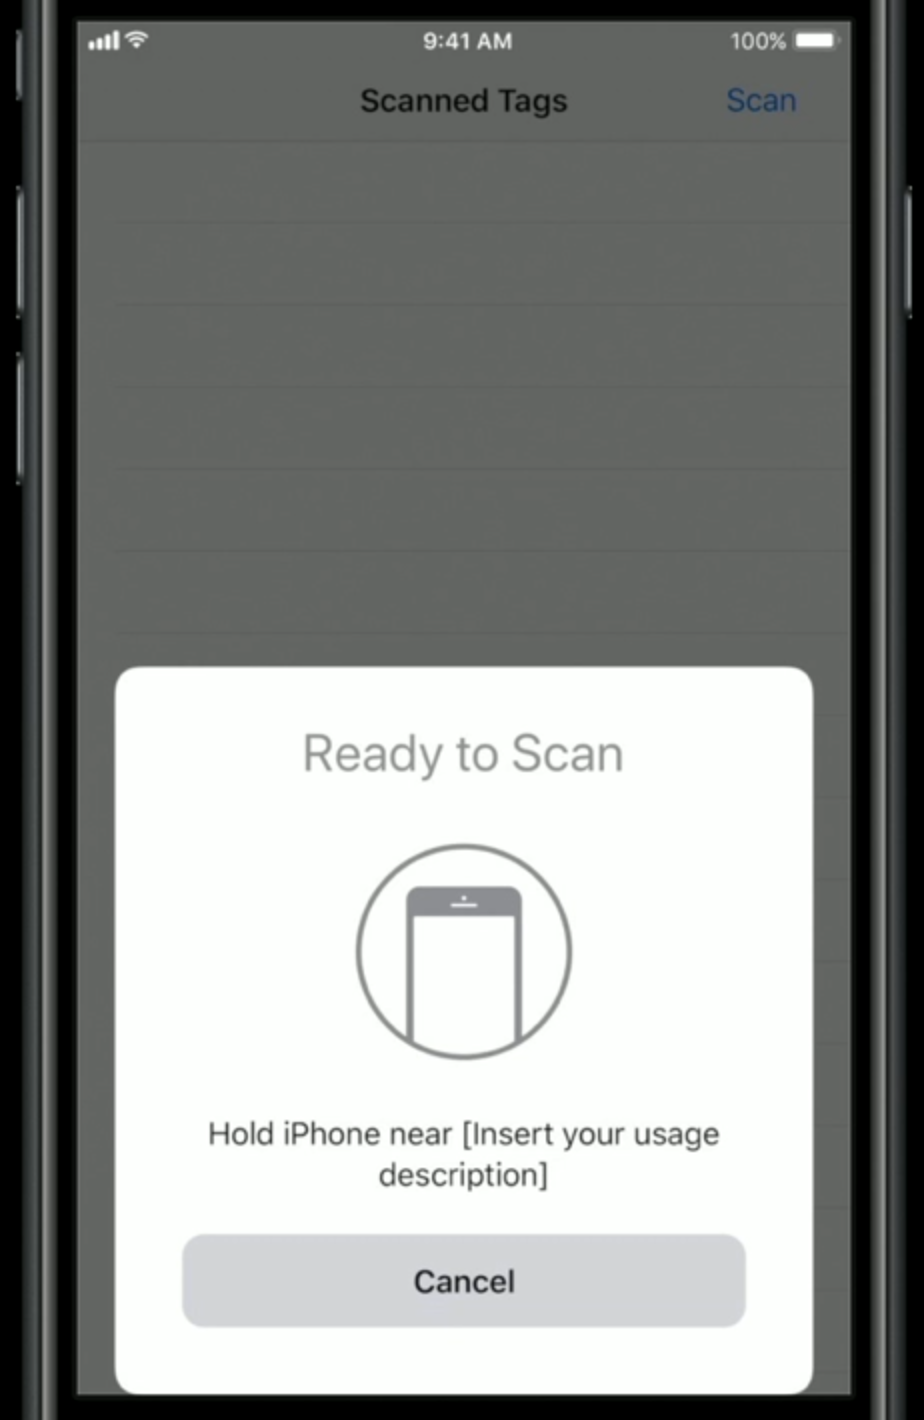 9:41 AM
100%
Scanned Tags
Scan
Ready to Scan
Hold iPhone near [Insert your usage
description]
Cancel